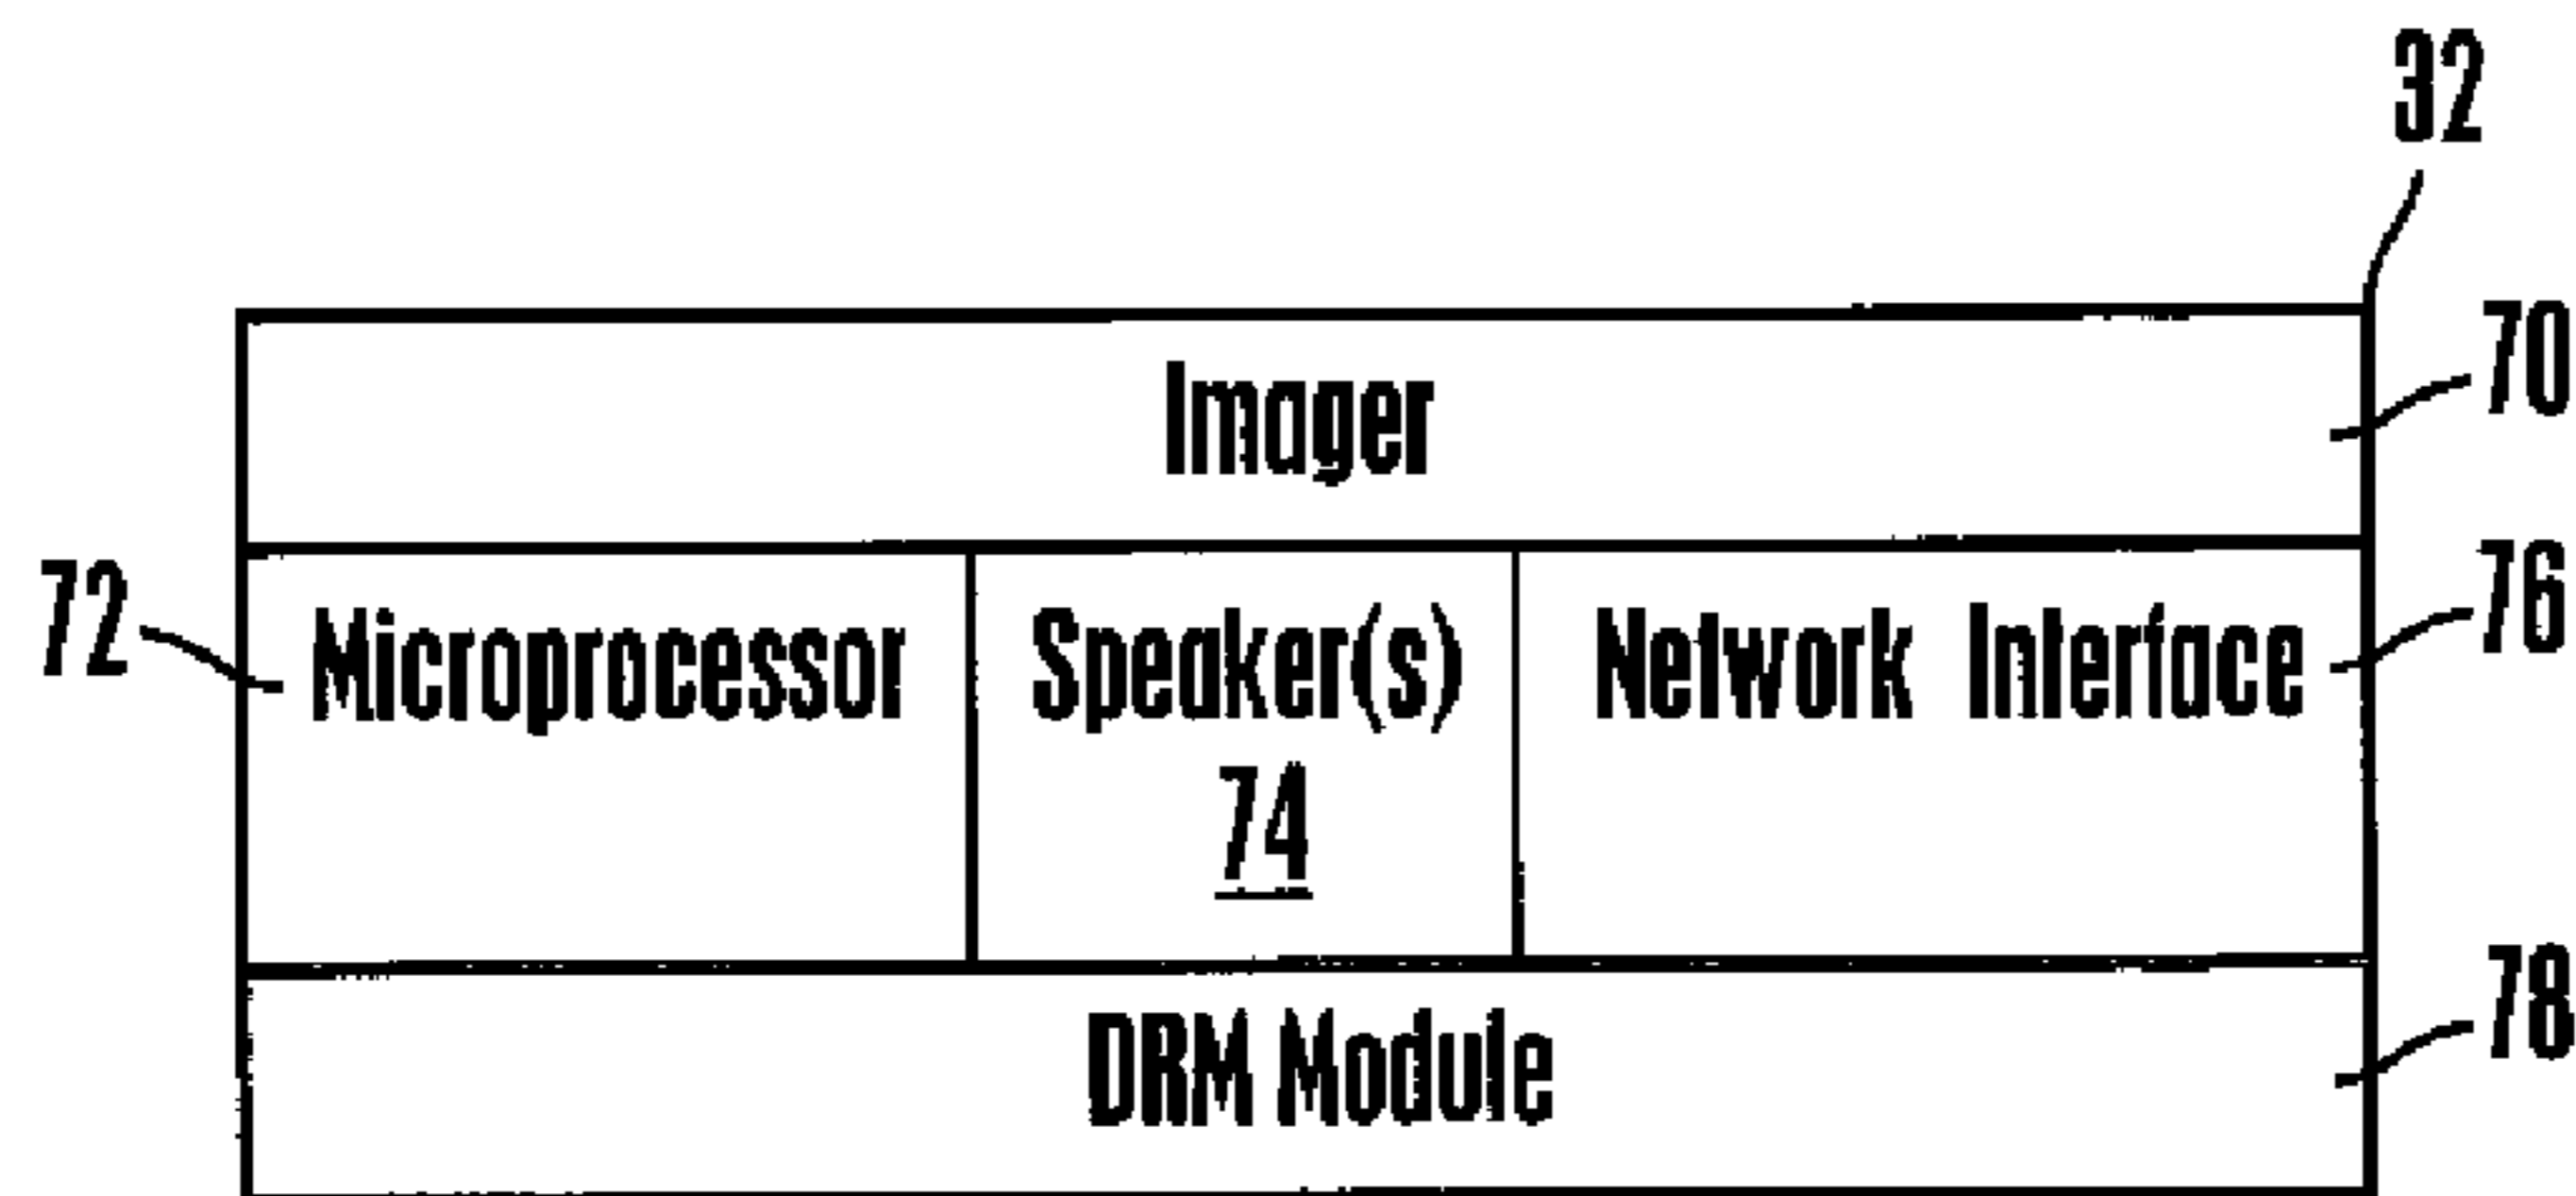 32
Imager
70
72
Microprocessor
Speaker(s)
74
Network Interface
76
DRM Module
78